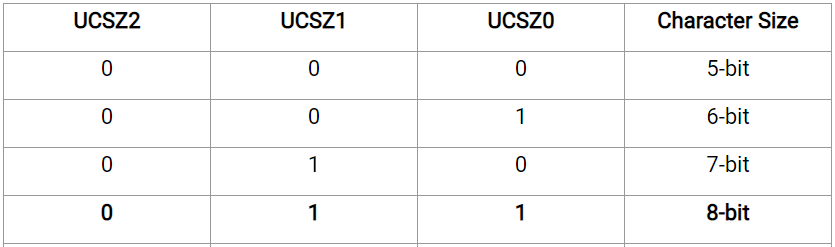 UCSZ2 UCSZ1 UCSZ0 Character Size
0 0 0 5-bit
0 0 1 6-bit
0 1 0 7-bit
0 1 1 8-bit